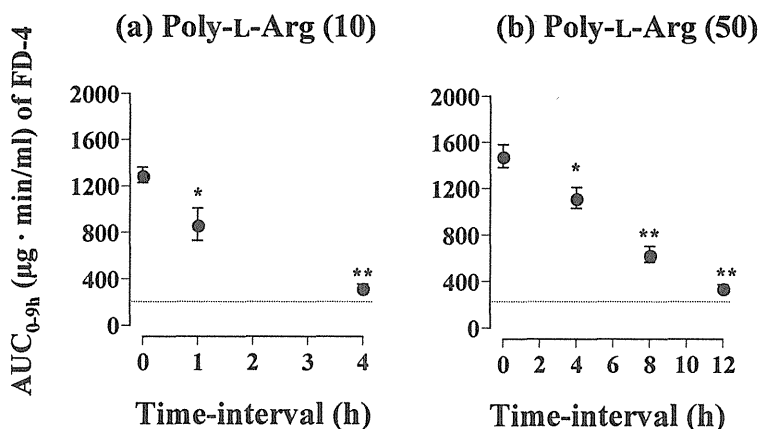 (a) Poly-L-Arg (10)
(b) Poly-L-Arg (50)
AUC0-9h (μg · min/ml) of FD-4
2000
1600
1200
800
400
0
*
**
0 1 2 3 4
Time-interval (h)
2000
1600
1200
800
400
0
*
**
**
0 2 4 6 8 10 12
Time-interval (h)